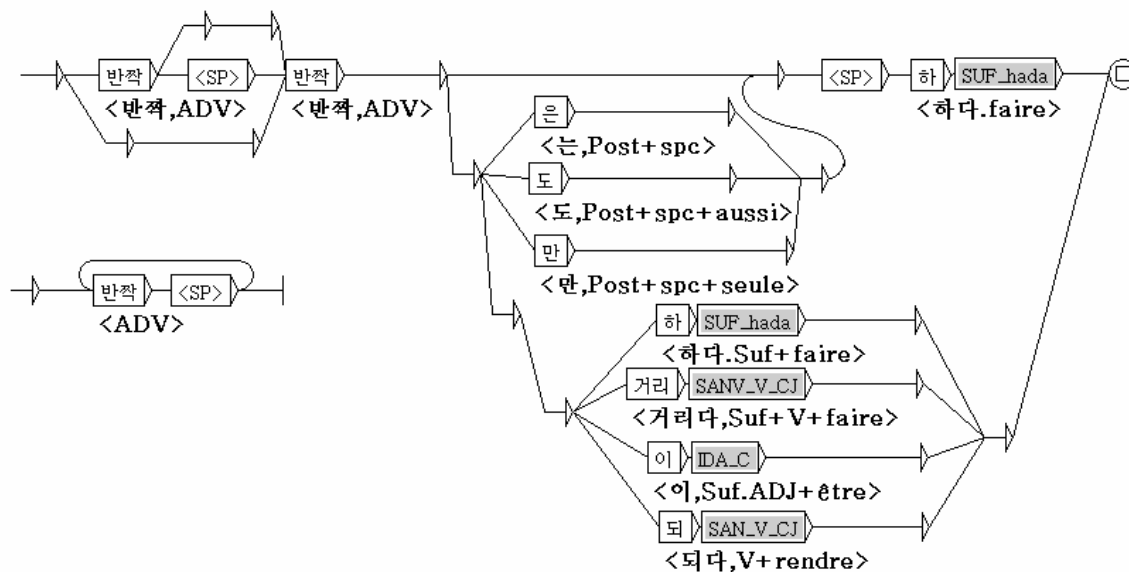 반짝 <SP> 반짝 <SP> 하 SUF_hada
<반짝,ADV> <반짝,ADV> <하다.faire>
은
<는,Post+spc>
도
<도,Post+spc+aussi>
만
<만,Post+spc+seule>
반짝 <SP>
<ADV>
하 SUF_hada
<하다.Suf+faire>
거리 SANV_V_CJ
<거리다,Suf+V+faire>
이 IDA_C
<이,Suf.ADJ+être>
되 SAN_V_CJ
<되다,V+rendre>